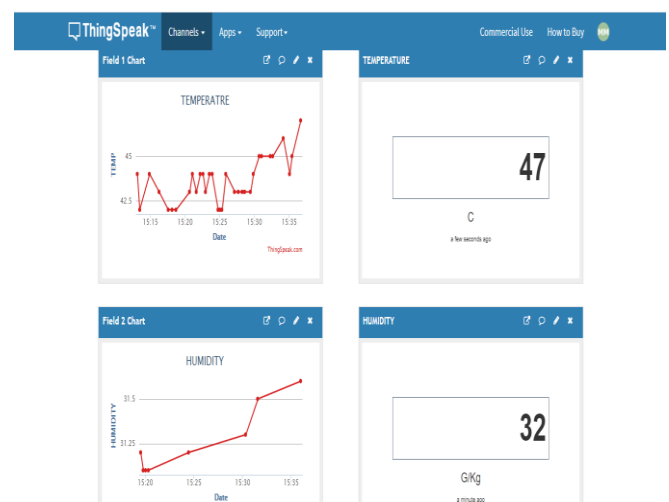 ThingSpeak™ Channels Apps Support Commercial Use How to Buy
Field 1 Chart
TEMPERATRE
TEMP
45
42.5
15:15 15:20 15:25 15:30 15:35
Date
ThingSpeak.com
TEMPERATURE
47
C
a few seconds ago
Field 2 Chart
HUMIDITY
HUMIDITY
31.5
31.25
15:20 15:25 15:30 15:35
Date
HUMIDITY
32
G/Kg
a minute ago